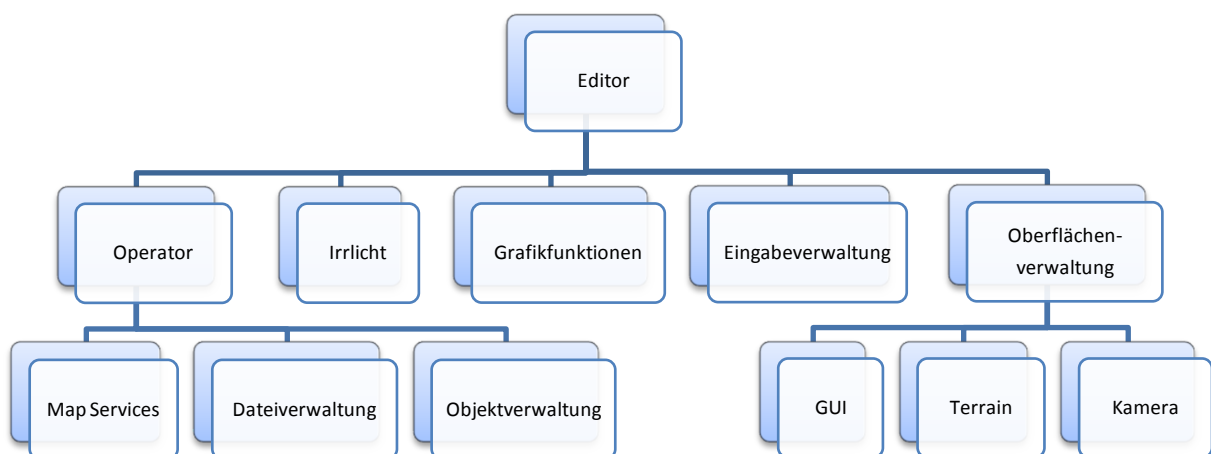 Editor
Operator
Irrlicht
Grafikfunktionen
Eingabeverwaltung
Oberflächen-
verwaltung
Map Services
Dateiverwaltung
Objektverwaltung
GUI
Terrain
Kamera